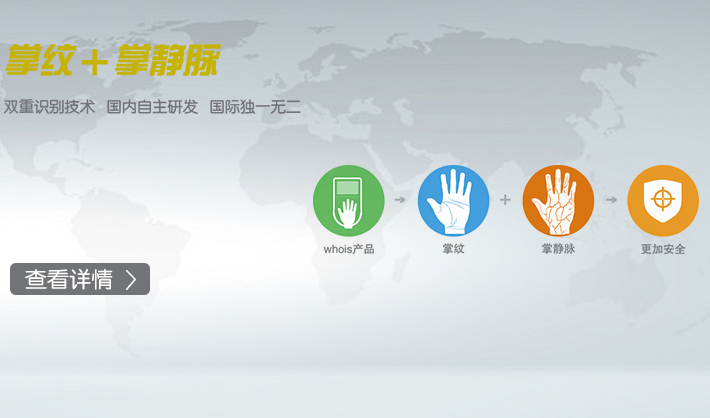 掌纹+掌静脉
双重识别技术 国内自主研发 国际独一无二
whois产品
掌纹
掌静脉
更加安全
查看详情